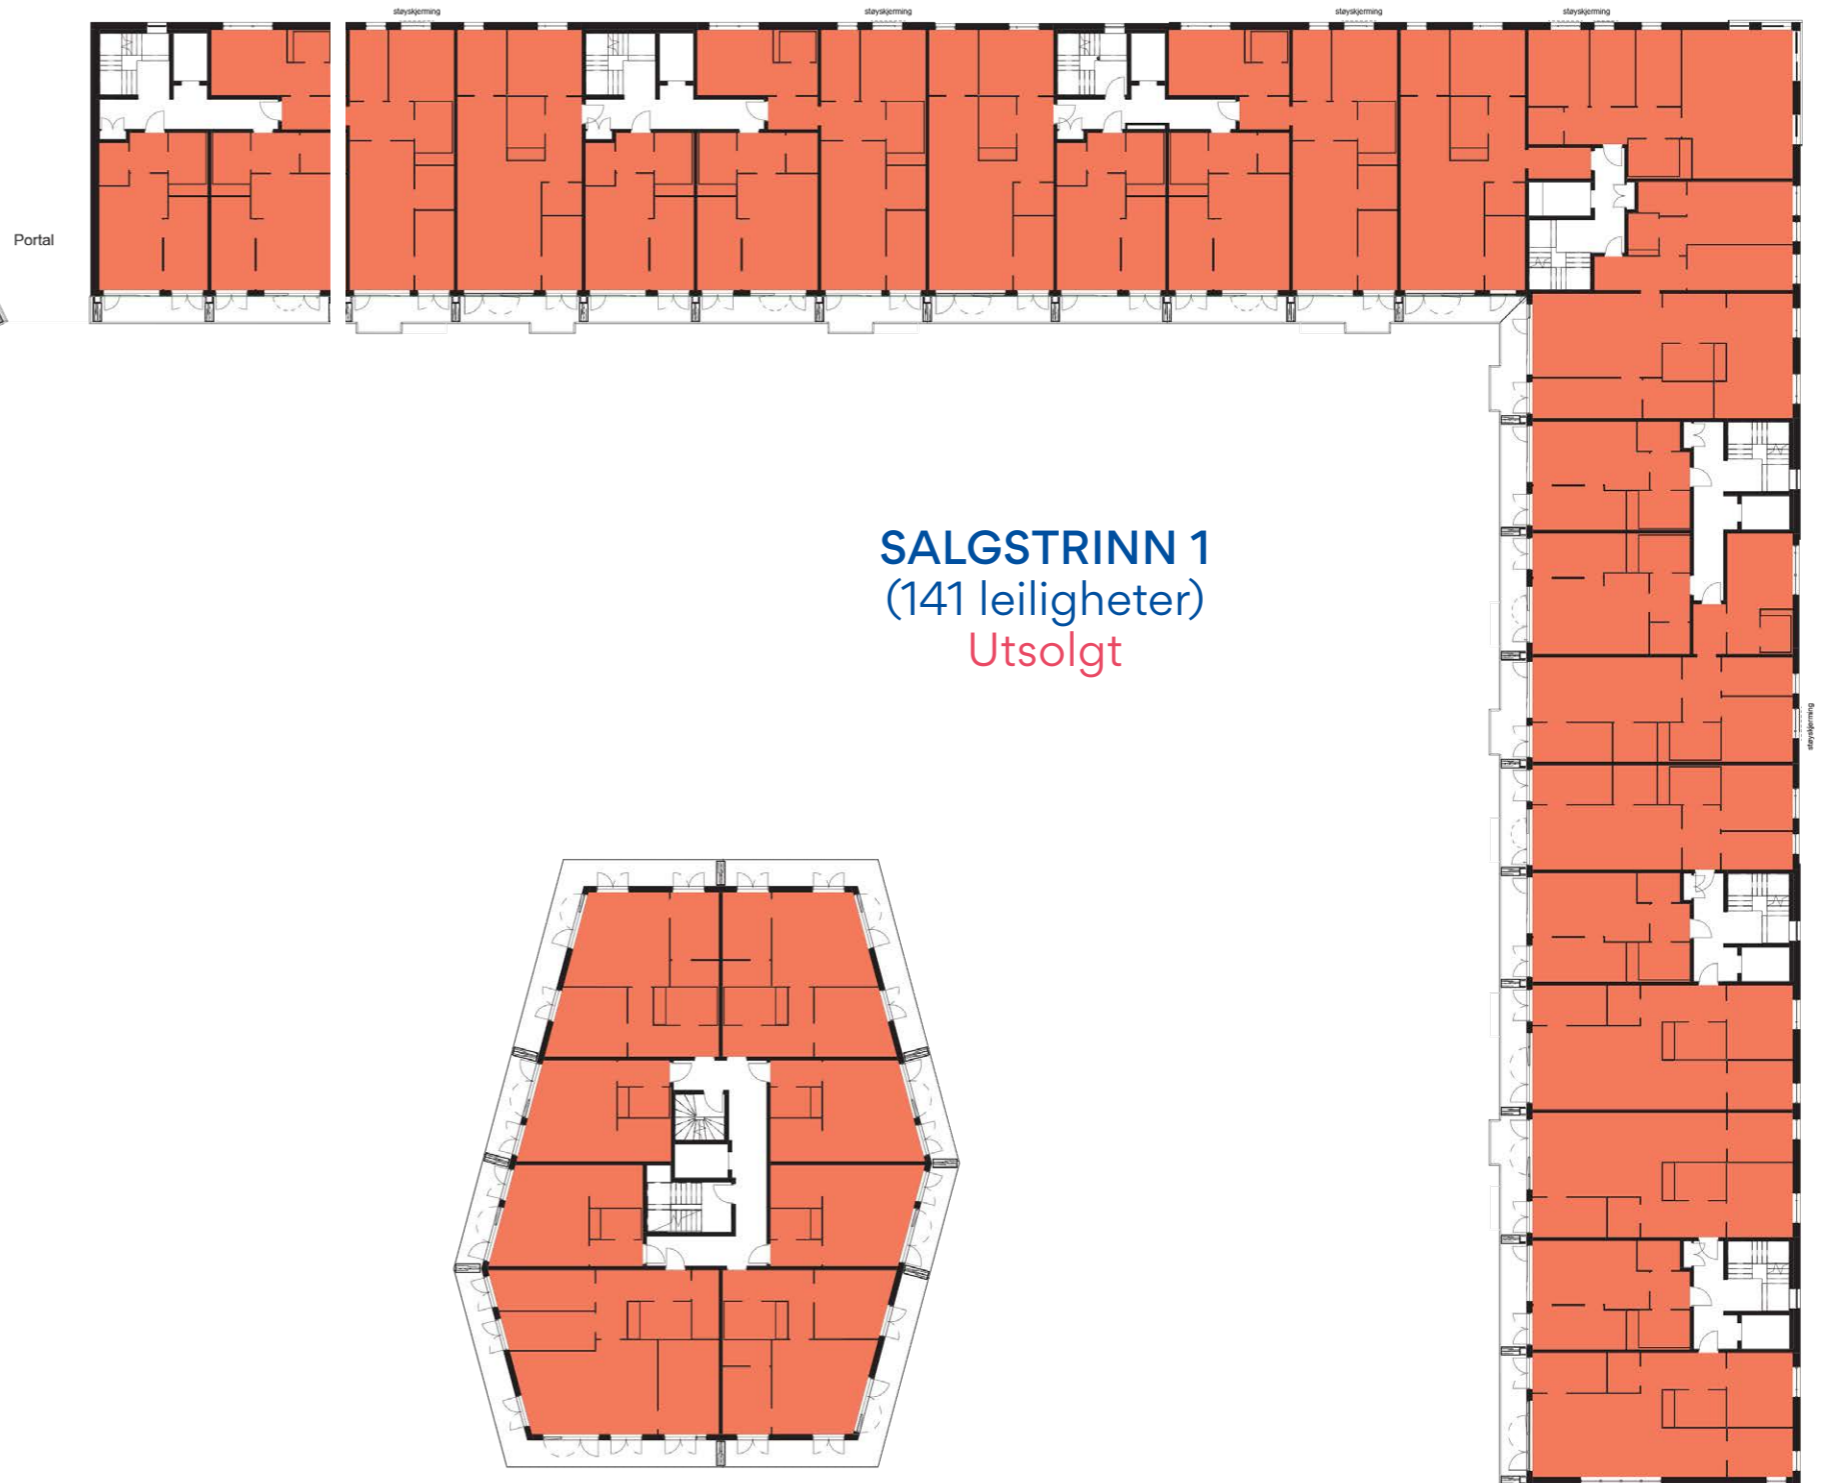 støyskjerming
støyskjerming
støyskjerming
støyskjerming
Portal
SALGSTRINN 1
(141 leiligheter)
Utsolgt
støyskjerming